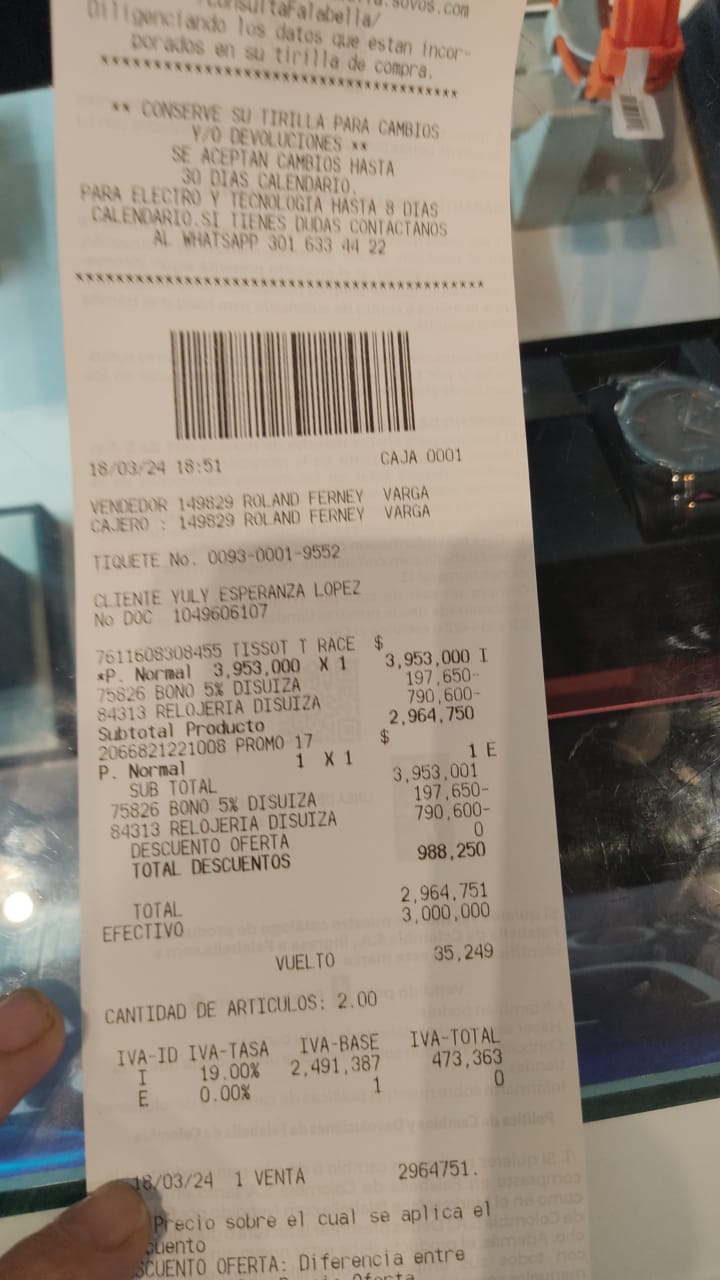 .sovos.com
/ConsultaFalabella/
Diligenciando los datos que estan incor-
porados en su tirilla de compra.
******************************************
** CONSERVE SU TIRILLA PARA CAMBIOS
Y/O DEVOLUCIONES **
SE ACEPTAN CAMBIOS HASTA
30 DIAS CALENDARIO.
PARA ELECTRO Y TECNOLOGIA HASTA 8 DIAS
CALENDARIO.SI TIENES DUDAS CONTACTANOS
AL WHATSAPP 301 633 44 22
******************************************
18/03/24 18:51 CAJA 0001
VENDEDOR 149829 ROLAND FERNEY VARGA
CAJERO : 149829 ROLAND FERNEY VARGA
TIQUETE No. 0093-0001-9552
CLIENTE YULY ESPERANZA LOPEZ
No DOC 1049606107
7611608308455 TISSOT T RACE $
*P. Normal 3,953,000 X 1 3,953,000 I
75826 BONO 5% DISUIZA 197,650-
84313 RELOJERIA DISUIZA 790,600-
Subtotal Producto 2,964,750
2066821221008 PROMO 17 $
P. Normal 1 X 1 1 E
SUB TOTAL 3,953,001
75826 BONO 5% DISUIZA 197,650-
84313 RELOJERIA DISUIZA 790,600-
DESCUENTO OFERTA 0
TOTAL DESCUENTOS 988,250
TOTAL 2,964,751
EFECTIVO 3,000,000
VUELTO 35,249
CANTIDAD DE ARTICULOS: 2.00
IVA-ID IVA-TASA IVA-BASE IVA-TOTAL
I 19.00% 2,491,387 473,363
E 0.00% 1 0
18/03/24 1 VENTA 2964751.
Precio sobre el cual se aplica el
cuento
SCUENTO OFERTA: Diferencia entre